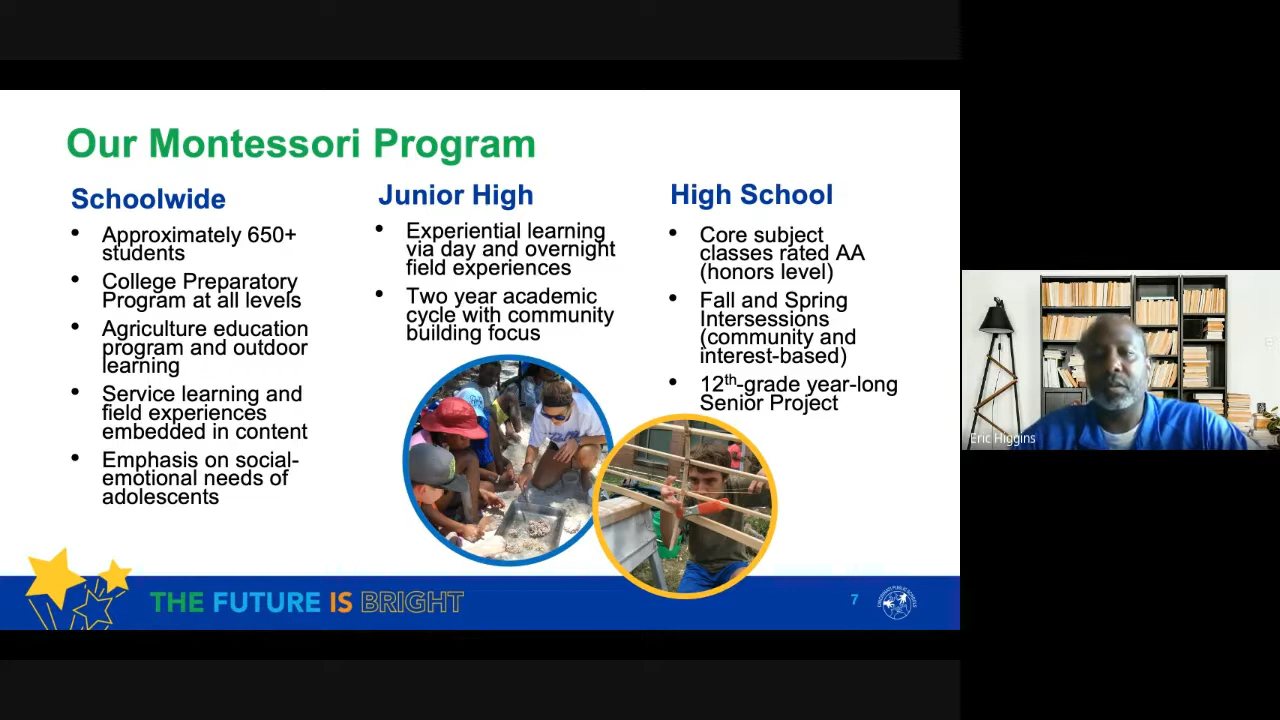 Our Montessori Program
Schoolwide
Approximately 650+
students
College Preparatory
Program at all levels
Agriculture education
program and outdoor
learning
Service learning and
field experiences
embedded in content
Emphasis on social-
emotional needs of
adolescents
Junior High
Experiential learning
via day and overnight
field experiences
Two year academic
cycle with community
building focus
High School
Core subject
classes rated AA
(honors level)
Fall and Spring
Intersessions
(community and
interest-based)
12th-grade year-long
Senior Project
THE FUTURE IS BRIGHT
7
Eric Higgins